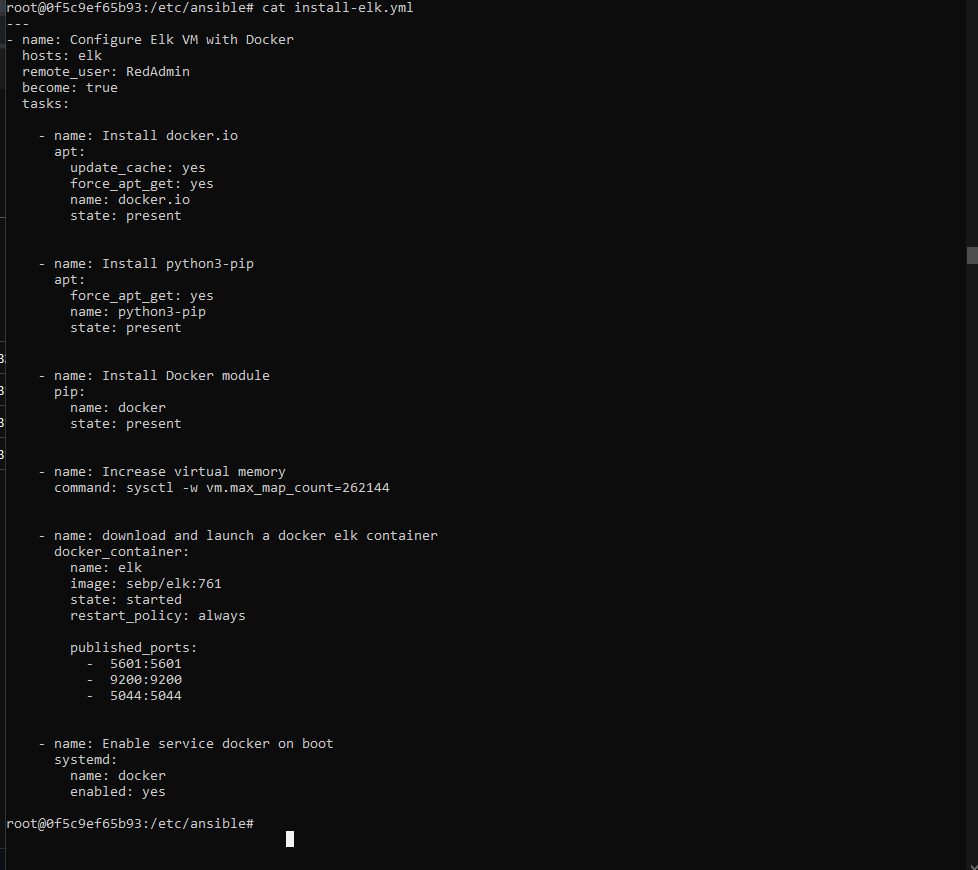 root@0f5c9ef65b93:/etc/ansible# cat install-elk.yml
---
- name: Configure Elk VM with Docker
  hosts: elk
  remote_user: RedAdmin
  become: true
  tasks:

    - name: Install docker.io
      apt:
        update_cache: yes
        force_apt_get: yes
        name: docker.io
        state: present


    - name: Install python3-pip
      apt:
        force_apt_get: yes
        name: python3-pip
        state: present


    - name: Install Docker module
      pip:
        name: docker
        state: present


    - name: Increase virtual memory
      command: sysctl -w vm.max_map_count=262144


    - name: download and launch a docker elk container
      docker_container:
        name: elk
        image: sebp/elk:761
        state: started
        restart_policy: always

        published_ports:
          -  5601:5601
          -  9200:9200
          -  5044:5044


    - name: Enable service docker on boot
      systemd:
        name: docker
        enabled: yes

root@0f5c9ef65b93:/etc/ansible#